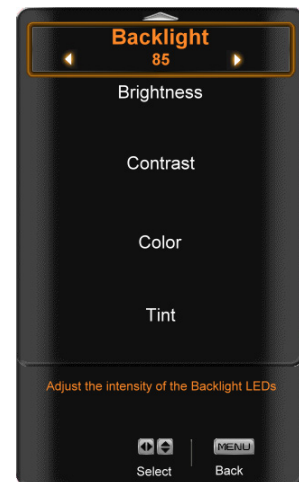 Backlight
85
Brightness
Contrast
Color
Tint
Adjust the intensity of the Backlight LEDs
MENU
Select Back